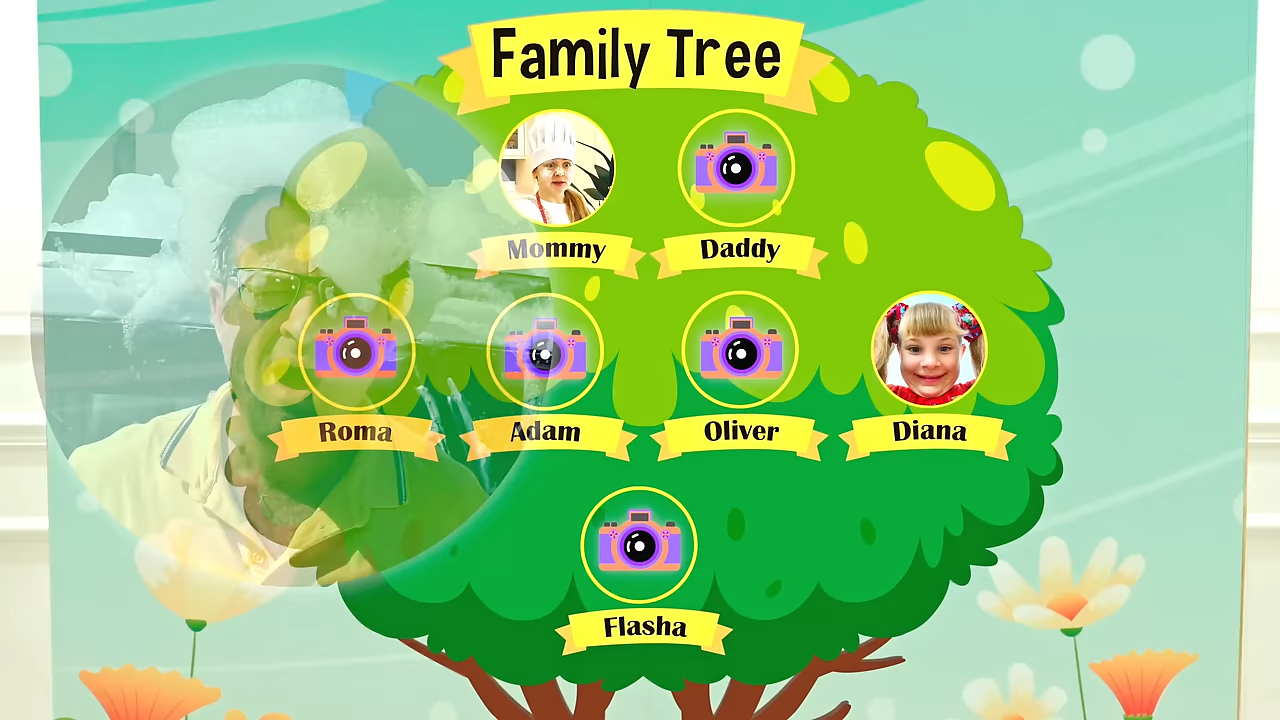 Family Tree
Mommy
Daddy
Roma
Adam
Oliver
Diana
Flasha